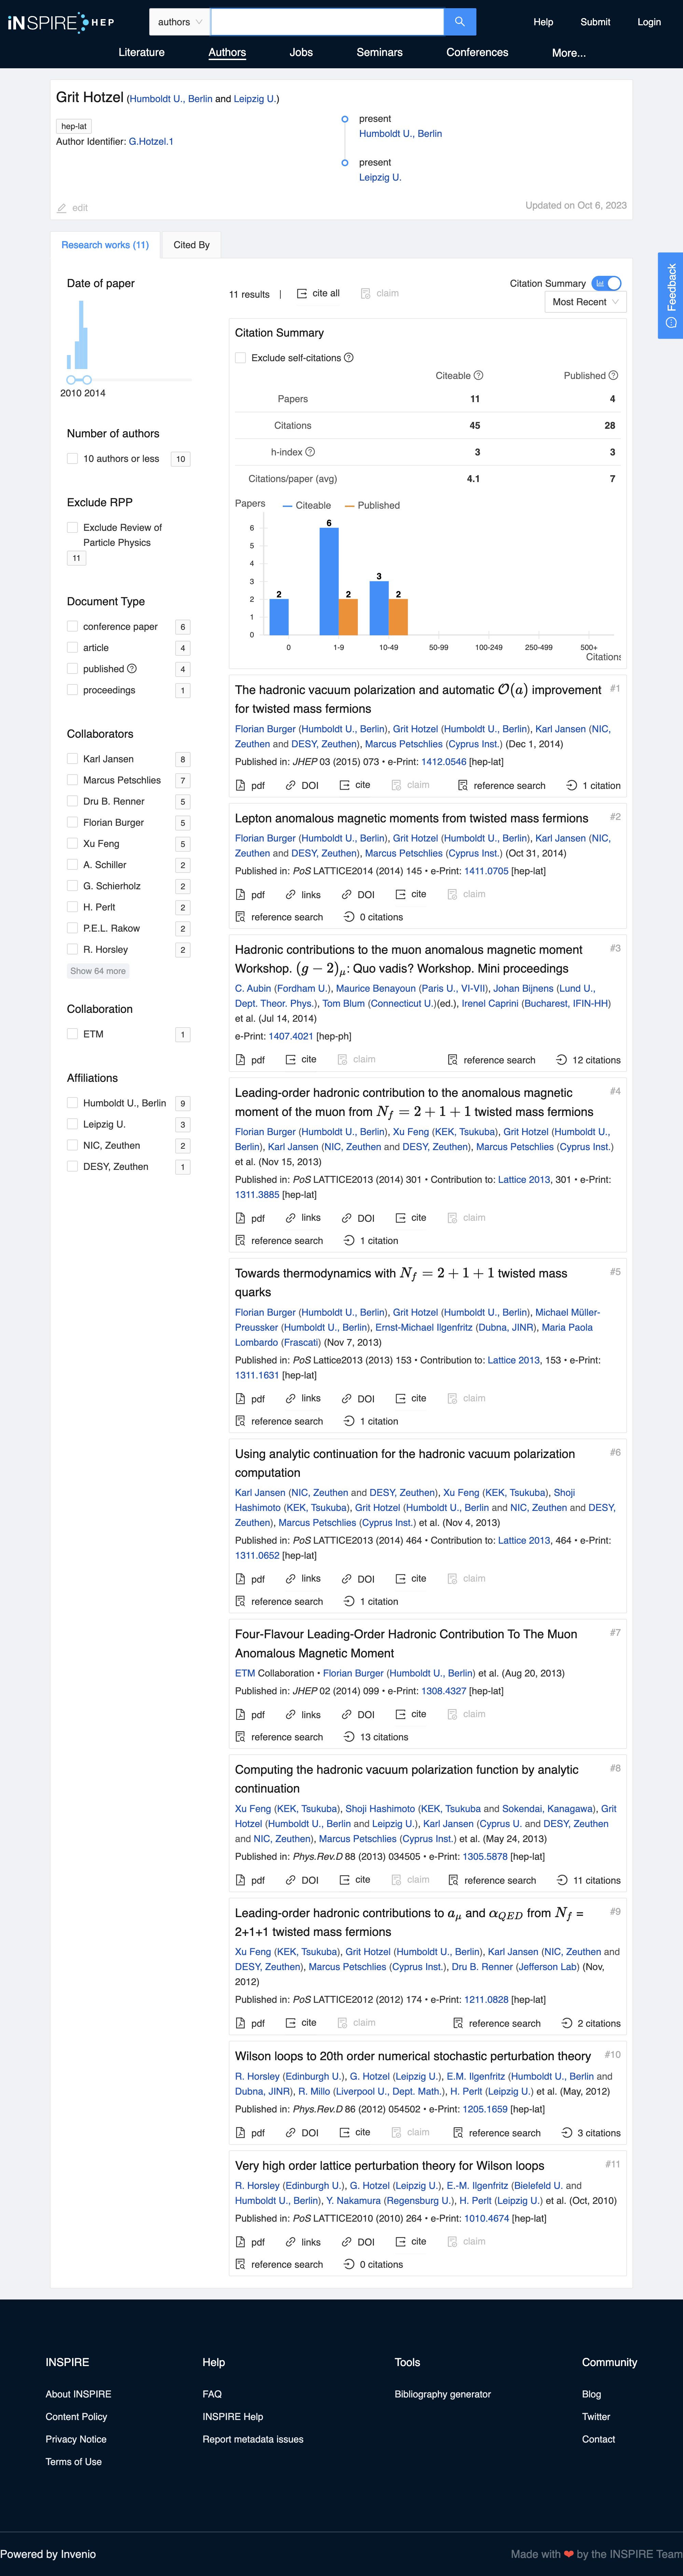 iNSPIRE HEP
authors
Help
Submit
Login
Literature
Authors
Jobs
Seminars
Conferences
More...
Grit Hotzel (Humboldt U., Berlin and Leipzig U.)
hep-lat
Author Identifier: G.Hotzel.1
present
Humboldt U., Berlin
present
Leipzig U.
edit
Updated on Oct 6, 2023
Research works (11)
Cited By
Feedback
Date of paper
2010 2014
Number of authors
10 authors or less 10
Exclude RPP
Exclude Review of
Particle Physics
11
Document Type
conference paper 6
article 4
published 4
proceedings 1
Collaborators
Karl Jansen 8
Marcus Petschlies 7
Dru B. Renner 5
Florian Burger 5
Xu Feng 5
A. Schiller 2
G. Schierholz 2
H. Perlt 2
P.E.L. Rakow 2
R. Horsley 2
Show 64 more
Collaboration
ETM 1
Affiliations
Humboldt U., Berlin 9
Leipzig U. 3
NIC, Zeuthen 2
DESY, Zeuthen 1
11 results | cite all claim
Citation Summary
Most Recent
Citation Summary
Exclude self-citations
Citeable Published
Papers 11 4
Citations 45 28
h-index 3 3
Citations/paper (avg) 4.1 7
Papers Citeable Published
6
5
4
3
2
1
0
2
6
2
3
2
0 1-9 10-49 50-99 100-249 250-499 500+
Citations
The hadronic vacuum polarization and automatic O(a) improvement #1
for twisted mass fermions
Florian Burger (Humboldt U., Berlin), Grit Hotzel (Humboldt U., Berlin), Karl Jansen (NIC,
Zeuthen and DESY, Zeuthen), Marcus Petschlies (Cyprus Inst.) (Dec 1, 2014)
Published in: JHEP 03 (2015) 073 • e-Print: 1412.0546 [hep-lat]
pdf DOI cite claim reference search 1 citation
Lepton anomalous magnetic moments from twisted mass fermions #2
Florian Burger (Humboldt U., Berlin), Grit Hotzel (Humboldt U., Berlin), Karl Jansen (NIC,
Zeuthen and DESY, Zeuthen), Marcus Petschlies (Cyprus Inst.) (Oct 31, 2014)
Published in: PoS LATTICE2014 (2014) 145 • e-Print: 1411.0705 [hep-lat]
pdf links DOI cite claim
reference search 0 citations
Hadronic contributions to the muon anomalous magnetic moment #3
Workshop. (g − 2)μ: Quo vadis? Workshop. Mini proceedings
C. Aubin (Fordham U.), Maurice Benayoun (Paris U., VI-VII), Johan Bijnens (Lund U.,
Dept. Theor. Phys.), Tom Blum (Connecticut U.)(ed.), Irenel Caprini (Bucharest, IFIN-HH)
et al. (Jul 14, 2014)
e-Print: 1407.4021 [hep-ph]
pdf cite claim reference search 12 citations
Leading-order hadronic contribution to the anomalous magnetic #4
moment of the muon from Nf = 2 + 1 + 1 twisted mass fermions
Florian Burger (Humboldt U., Berlin), Xu Feng (KEK, Tsukuba), Grit Hotzel (Humboldt U.,
Berlin), Karl Jansen (NIC, Zeuthen and DESY, Zeuthen), Marcus Petschlies (Cyprus Inst.)
et al. (Nov 15, 2013)
Published in: PoS LATTICE2013 (2014) 301 • Contribution to: Lattice 2013, 301 • e-Print:
1311.3885 [hep-lat]
pdf links DOI cite claim
reference search 1 citation
Towards thermodynamics with Nf = 2 + 1 + 1 twisted mass #5
quarks
Florian Burger (Humboldt U., Berlin), Grit Hotzel (Humboldt U., Berlin), Michael Müller-
Preussker (Humboldt U., Berlin), Ernst-Michael Ilgenfritz (Dubna, JINR), Maria Paola
Lombardo (Frascati) (Nov 7, 2013)
Published in: PoS Lattice2013 (2013) 153 • Contribution to: Lattice 2013, 153 • e-Print:
1311.1631 [hep-lat]
pdf links DOI cite claim
reference search 1 citation
Using analytic continuation for the hadronic vacuum polarization #6
computation
Karl Jansen (NIC, Zeuthen and DESY, Zeuthen), Xu Feng (KEK, Tsukuba), Shoji
Hashimoto (KEK, Tsukuba), Grit Hotzel (Humboldt U., Berlin and NIC, Zeuthen and DESY,
Zeuthen), Marcus Petschlies (Cyprus Inst.) et al. (Nov 4, 2013)
Published in: PoS LATTICE2013 (2014) 464 • Contribution to: Lattice 2013, 464 • e-Print:
1311.0652 [hep-lat]
pdf links DOI cite claim
reference search 1 citation
Four-Flavour Leading-Order Hadronic Contribution To The Muon #7
Anomalous Magnetic Moment
ETM Collaboration • Florian Burger (Humboldt U., Berlin) et al. (Aug 20, 2013)
Published in: JHEP 02 (2014) 099 • e-Print: 1308.4327 [hep-lat]
pdf links DOI cite claim
reference search 13 citations
Computing the hadronic vacuum polarization function by analytic #8
continuation
Xu Feng (KEK, Tsukuba), Shoji Hashimoto (KEK, Tsukuba and Sokendai, Kanagawa), Grit
Hotzel (Humboldt U., Berlin and Leipzig U.), Karl Jansen (Cyprus U. and DESY, Zeuthen
and NIC, Zeuthen), Marcus Petschlies (Cyprus Inst.) et al. (May 24, 2013)
Published in: Phys.Rev.D 88 (2013) 034505 • e-Print: 1305.5878 [hep-lat]
pdf DOI cite claim reference search 11 citations
Leading-order hadronic contributions to aμ and αQED from Nf = #9
2+1+1 twisted mass fermions
Xu Feng (KEK, Tsukuba), Grit Hotzel (Humboldt U., Berlin), Karl Jansen (NIC, Zeuthen and
DESY, Zeuthen), Marcus Petschlies (Cyprus Inst.), Dru B. Renner (Jefferson Lab) (Nov,
2012)
Published in: PoS LATTICE2012 (2012) 174 • e-Print: 1211.0828 [hep-lat]
pdf cite claim reference search 2 citations
Wilson loops to 20th order numerical stochastic perturbation theory #10
R. Horsley (Edinburgh U.), G. Hotzel (Leipzig U.), E.M. Ilgenfritz (Humboldt U., Berlin and
Dubna, JINR), R. Millo (Liverpool U., Dept. Math.), H. Perlt (Leipzig U.) et al. (May, 2012)
Published in: Phys.Rev.D 86 (2012) 054502 • e-Print: 1205.1659 [hep-lat]
pdf DOI cite claim reference search 3 citations
Very high order lattice perturbation theory for Wilson loops #11
R. Horsley (Edinburgh U.), G. Hotzel (Leipzig U.), E.-M. Ilgenfritz (Bielefeld U. and
Humboldt U., Berlin), Y. Nakamura (Regensburg U.), H. Perlt (Leipzig U.) et al. (Oct, 2010)
Published in: PoS LATTICE2010 (2010) 264 • e-Print: 1010.4674 [hep-lat]
pdf links DOI cite claim
reference search 0 citations
INSPIRE
About INSPIRE
Content Policy
Privacy Notice
Terms of Use
Help
FAQ
INSPIRE Help
Report metadata issues
Tools
Bibliography generator
Community
Blog
Twitter
Contact
Powered by Invenio
Made with ❤ by the INSPIRE Team